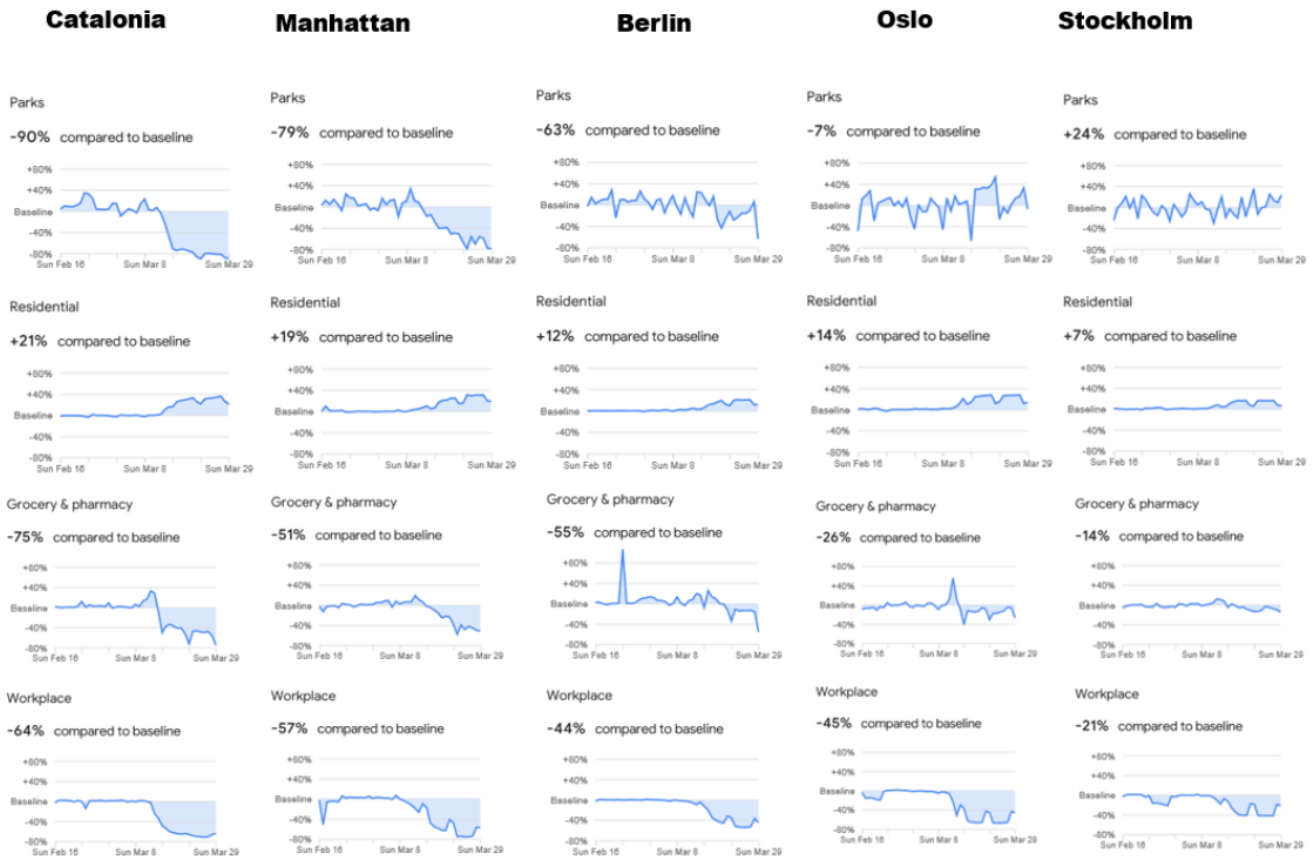 Catalonia
Manhattan
Berlin
Oslo
Stockholm
Parks
-90% compared to baseline
+80%
+40%
Baseline
-40%
-80%
Sun Feb 16 Sun Mar 8 Sun Mar 29
Parks
-79% compared to baseline
+80%
+40%
Baseline
-40%
-80%
Sun Feb 16 Sun Mar 8 Sun Mar 29
Parks
-63% compared to baseline
+80%
+40%
Baseline
-40%
-80%
Sun Feb 16 Sun Mar 8 Sun Mar 29
Parks
-7% compared to baseline
+80%
+40%
Baseline
-40%
-80%
Sun Feb 16 Sun Mar 8 Sun Mar 29
Parks
+24% compared to baseline
+80%
+40%
Baseline
-40%
-80%
Sun Feb 16 Sun Mar 8 Sun Mar 29
Residential
+21% compared to baseline
+80%
+40%
Baseline
-40%
-80%
Sun Feb 16 Sun Mar 8 Sun Mar 29
Residential
+19% compared to baseline
+80%
+40%
Baseline
-40%
-80%
Sun Feb 16 Sun Mar 8 Sun Mar 29
Residential
+12% compared to baseline
+80%
+40%
Baseline
-40%
-80%
Sun Feb 16 Sun Mar 8 Sun Mar 29
Residential
+14% compared to baseline
+80%
+40%
Baseline
-40%
-80%
Sun Feb 16 Sun Mar 8 Sun Mar 29
Residential
+7% compared to baseline
+80%
+40%
Baseline
-40%
-80%
Sun Feb 16 Sun Mar 8 Sun Mar 29
Grocery & pharmacy
-75% compared to baseline
+80%
+40%
Baseline
-40%
-80%
Sun Feb 16 Sun Mar 8 Sun Mar 29
Grocery & pharmacy
-51% compared to baseline
+80%
+40%
Baseline
-40%
-80%
Sun Feb 16 Sun Mar 8 Sun Mar 29
Grocery & pharmacy
-55% compared to baseline
+80%
+40%
Baseline
-40%
-80%
Sun Feb 16 Sun Mar 8 Sun Mar 29
Grocery & pharmacy
-26% compared to baseline
+80%
+40%
Baseline
-40%
-80%
Sun Feb 16 Sun Mar 8 Sun Mar 29
Grocery & pharmacy
-14% compared to baseline
+80%
+40%
Baseline
-40%
-80%
Sun Feb 16 Sun Mar 8 Sun Mar 29
Workplace
-64% compared to baseline
+80%
+40%
Baseline
-40%
-80%
Sun Feb 16 Sun Mar 8 Sun Mar 29
Workplace
-57% compared to baseline
+80%
+40%
Baseline
-40%
-80%
Sun Feb 16 Sun Mar 8 Sun Mar 29
Workplace
-44% compared to baseline
+80%
+40%
Baseline
-40%
-80%
Sun Feb 16 Sun Mar 8 Sun Mar 29
Workplace
-45% compared to baseline
+80%
+40%
Baseline
-40%
-80%
Sun Feb 16 Sun Mar 8 Sun Mar 29
Workplace
-21% compared to baseline
+80%
+40%
Baseline
-40%
-80%
Sun Feb 16 Sun Mar 8 Sun Mar 29